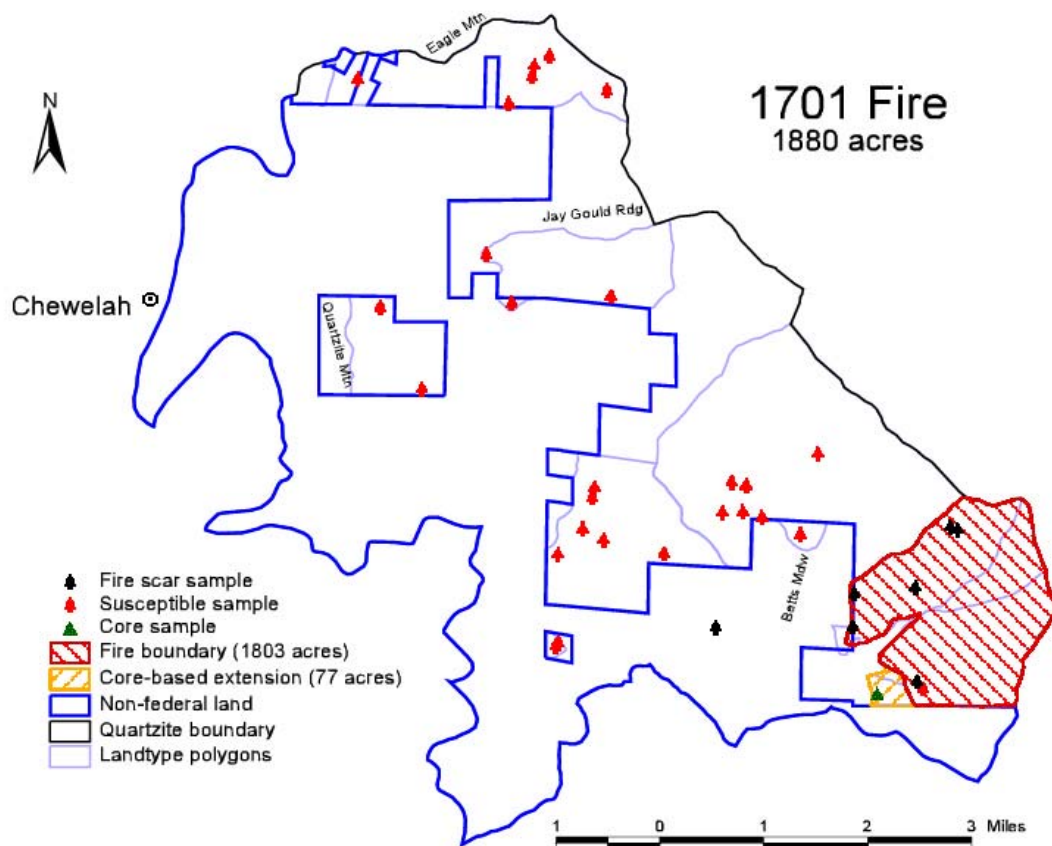 Eagle Mtn
N
1701 Fire
1880 acres
Jay Gould Rdg
Chewelah
Quartzite Mtn
Betts Mdw
Fire scar sample
Susceptible sample
Core sample
Fire boundary (1803 acres)
Core-based extension (77 acres)
Non-federal land
Quartzite boundary
Landtype polygons
1 0 1 2 3 Miles